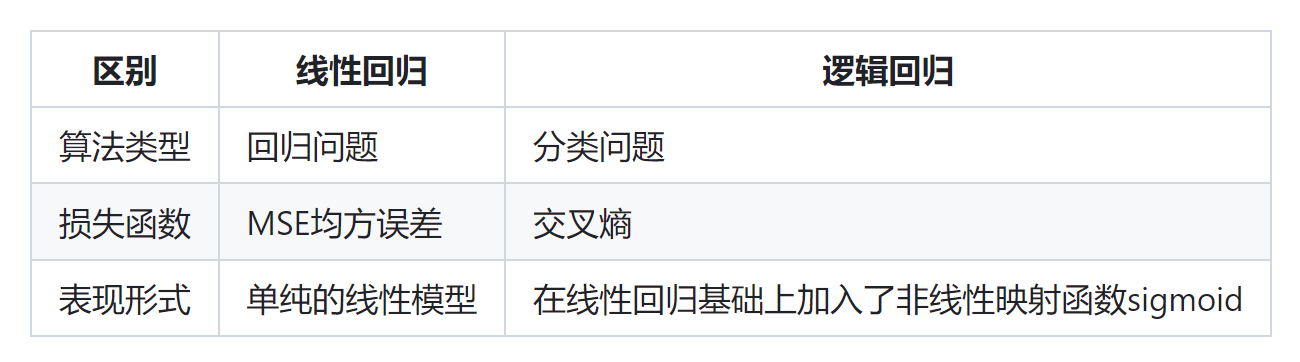 区别 线性回归 逻辑回归
算法类型 回归问题 分类问题
损失函数 MSE均方误差 交叉熵
表现形式 单纯的线性模型 在线性回归基础上加入了非线性映射函数sigmoid